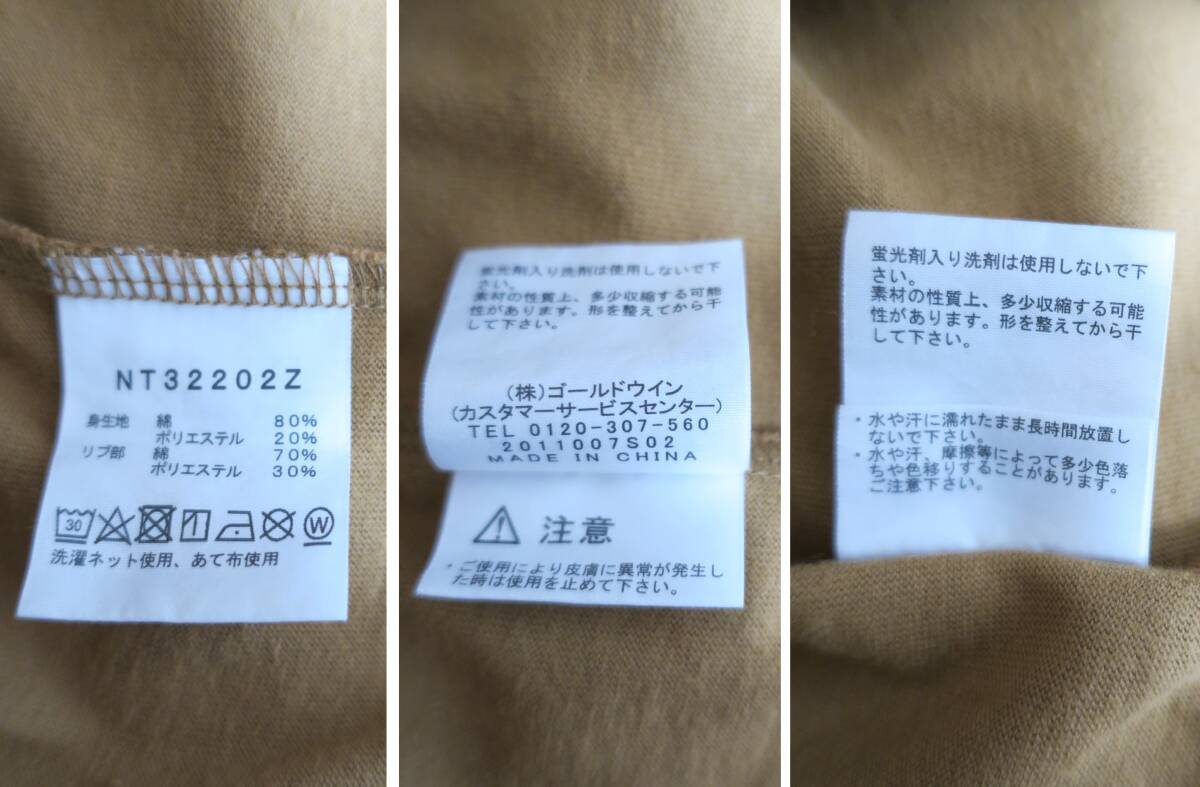 NT32202Z
身生地 綿 80%
ポリエステル 20%
リブ部 綿 70%
ポリエステル 30%
30
W
洗濯ネット使用、あて布使用
蛍光剤入り洗剤は使用しないで下
さい。
素材の性質上、多少収縮する可能
性があります。形を整えてから干
して下さい。
(株)ゴールドウイン
(カスタマーサービスセンター)
TEL 0120-307-560
2011007S02
MADE IN CHINA
注意
・ご使用により皮膚に異常が発生し
た時は使用を止めて下さい。
蛍光剤入り洗剤は使用しないで下
さい。
素材の性質上、多少収縮する可能
性があります。形を整えてから干
して下さい。
・水や汗に濡れたまま長時間放置し
ないで下さい。
・水や汗、摩擦等によって多少色落
ちや色移りすることがあります。
ご注意下さい。